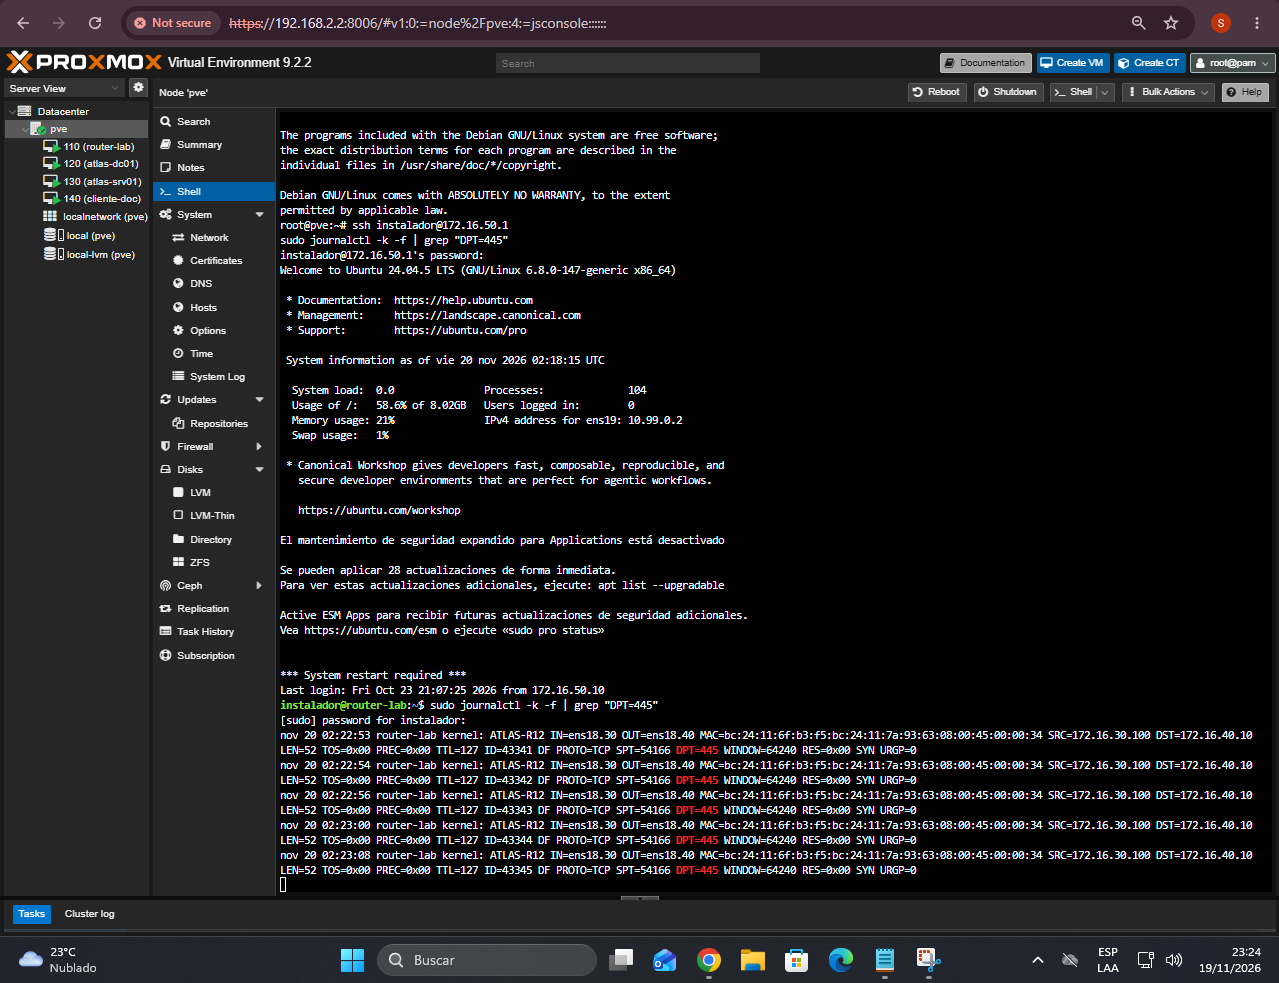 Not secure
https://192.168.2.2:8006/#v1:0:=node%2Fpve:4:=jsconsole::::::
S
PROXMOX Virtual Environment 9.2.2
Search
Documentation
Create VM
Create CT
root@pam
Server View
Node 'pve'
Reboot
Shutdown
Shell
Bulk Actions
Help
Datacenter
pve
110 (router-lab)
120 (atlas-dc01)
130 (atlas-srv01)
140 (cliente-doc)
localnetwork (pve)
local (pve)
local-lvm (pve)
Search
Summary
Notes
Shell
System
Network
Certificates
DNS
Hosts
Options
Time
System Log
Updates
Repositories
Firewall
Disks
LVM
LVM-Thin
Directory
ZFS
Ceph
Replication
Task History
Subscription
The programs included with the Debian GNU/Linux system are free software;
the exact distribution terms for each program are described in the
individual files in /usr/share/doc/*/copyright.
Debian GNU/Linux comes with ABSOLUTELY NO WARRANTY, to the extent
permitted by applicable law.
root@pve:~# ssh instalador@172.16.50.1
sudo journalctl -k -f | grep "DPT=445"
instalador@172.16.50.1's password:
Welcome to Ubuntu 24.04.5 LTS (GNU/Linux 6.8.0-147-generic x86_64)
* Documentation:  https://help.ubuntu.com
* Management:     https://landscape.canonical.com
* Support:        https://ubuntu.com/pro
System information as of vie 20 nov 2026 02:18:15 UTC
System load:  0.0               Processes:              104
Usage of /:   58.6% of 8.02GB   Users logged in:        0
Memory usage: 21%               IPv4 address for ens19: 10.99.0.2
Swap usage:   1%
* Canonical Workshop gives developers fast, composable, reproducible, and
secure developer environments that are perfect for agentic workflows.
https://ubuntu.com/workshop
El mantenimiento de seguridad expandido para Applications está desactivado
Se pueden aplicar 28 actualizaciones de forma inmediata.
Para ver estas actualizaciones adicionales, ejecute: apt list --upgradable
Active ESM Apps para recibir futuras actualizaciones de seguridad adicionales.
Vea https://ubuntu.com/esm o ejecute «sudo pro status»
*** System restart required ***
Last login: Fri Oct 23 21:07:25 2026 from 172.16.50.10
instalador@router-lab:~$ sudo journalctl -k -f | grep "DPT=445"
[sudo] password for instalador:
nov 20 02:22:53 router-lab kernel: ATLAS-R12 IN=ens18.30 OUT=ens18.40 MAC=bc:24:11:6f:b3:f5:bc:24:11:7a:93:63:08:00:45:00:00:34 SRC=172.16.30.100 DST=172.16.40.10
LEN=52 TOS=0x00 PREC=0x00 TTL=127 ID=43341 DF PROTO=TCP SPT=54166 DPT=445 WINDOW=64240 RES=0x00 SYN URGP=0
nov 20 02:22:54 router-lab kernel: ATLAS-R12 IN=ens18.30 OUT=ens18.40 MAC=bc:24:11:6f:b3:f5:bc:24:11:7a:93:63:08:00:45:00:00:34 SRC=172.16.30.100 DST=172.16.40.10
LEN=52 TOS=0x00 PREC=0x00 TTL=127 ID=43342 DF PROTO=TCP SPT=54166 DPT=445 WINDOW=64240 RES=0x00 SYN URGP=0
nov 20 02:22:56 router-lab kernel: ATLAS-R12 IN=ens18.30 OUT=ens18.40 MAC=bc:24:11:6f:b3:f5:bc:24:11:7a:93:63:08:00:45:00:00:34 SRC=172.16.30.100 DST=172.16.40.10
LEN=52 TOS=0x00 PREC=0x00 TTL=127 ID=43343 DF PROTO=TCP SPT=54166 DPT=445 WINDOW=64240 RES=0x00 SYN URGP=0
nov 20 02:23:00 router-lab kernel: ATLAS-R12 IN=ens18.30 OUT=ens18.40 MAC=bc:24:11:6f:b3:f5:bc:24:11:7a:93:63:08:00:45:00:00:34 SRC=172.16.30.100 DST=172.16.40.10
LEN=52 TOS=0x00 PREC=0x00 TTL=127 ID=43344 DF PROTO=TCP SPT=54166 DPT=445 WINDOW=64240 RES=0x00 SYN URGP=0
nov 20 02:23:08 router-lab kernel: ATLAS-R12 IN=ens18.30 OUT=ens18.40 MAC=bc:24:11:6f:b3:f5:bc:24:11:7a:93:63:08:00:45:00:00:34 SRC=172.16.30.100 DST=172.16.40.10
LEN=52 TOS=0x00 PREC=0x00 TTL=127 ID=43345 DF PROTO=TCP SPT=54166 DPT=445 WINDOW=64240 RES=0x00 SYN URGP=0
Tasks
Cluster log
23°C
Nublado
Buscar
ESP
LAA
23:24
19/11/2026